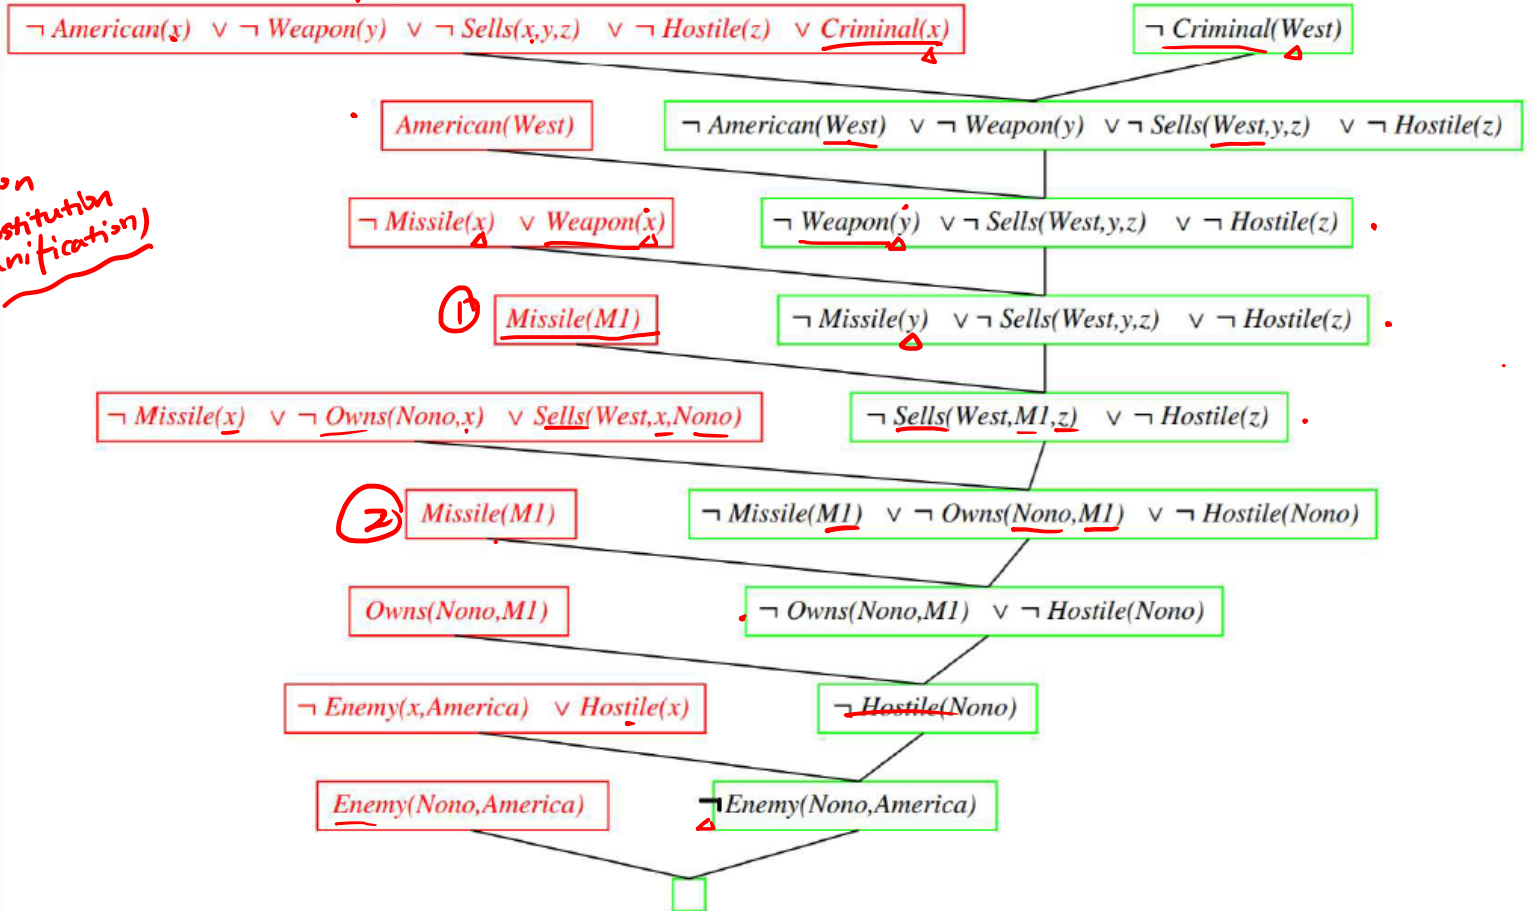 ¬ American(x) ∨ ¬ Weapon(y) ∨ ¬ Sells(x,y,z) ∨ ¬ Hostile(z) ∨ Criminal(x)
¬ Criminal(West)
American(West)
¬ American(West) ∨ ¬ Weapon(y) ∨ ¬ Sells(West,y,z) ∨ ¬ Hostile(z)
¬ Missile(x) ∨ Weapon(x)
¬ Weapon(y) ∨ ¬ Sells(West,y,z) ∨ ¬ Hostile(z)
1
Missile(M1)
¬ Missile(y) ∨ ¬ Sells(West,y,z) ∨ ¬ Hostile(z)
¬ Missile(x) ∨ ¬ Owns(Nono,x) ∨ Sells(West,x,Nono)
¬ Sells(West,M1,z) ∨ ¬ Hostile(z)
2
Missile(M1)
¬ Missile(M1) ∨ ¬ Owns(Nono,M1) ∨ ¬ Hostile(Nono)
Owns(Nono,M1)
¬ Owns(Nono,M1) ∨ ¬ Hostile(Nono)
¬ Enemy(x,America) ∨ Hostile(x)
¬ Hostile(Nono)
Enemy(Nono,America)
¬ Enemy(Nono,America)